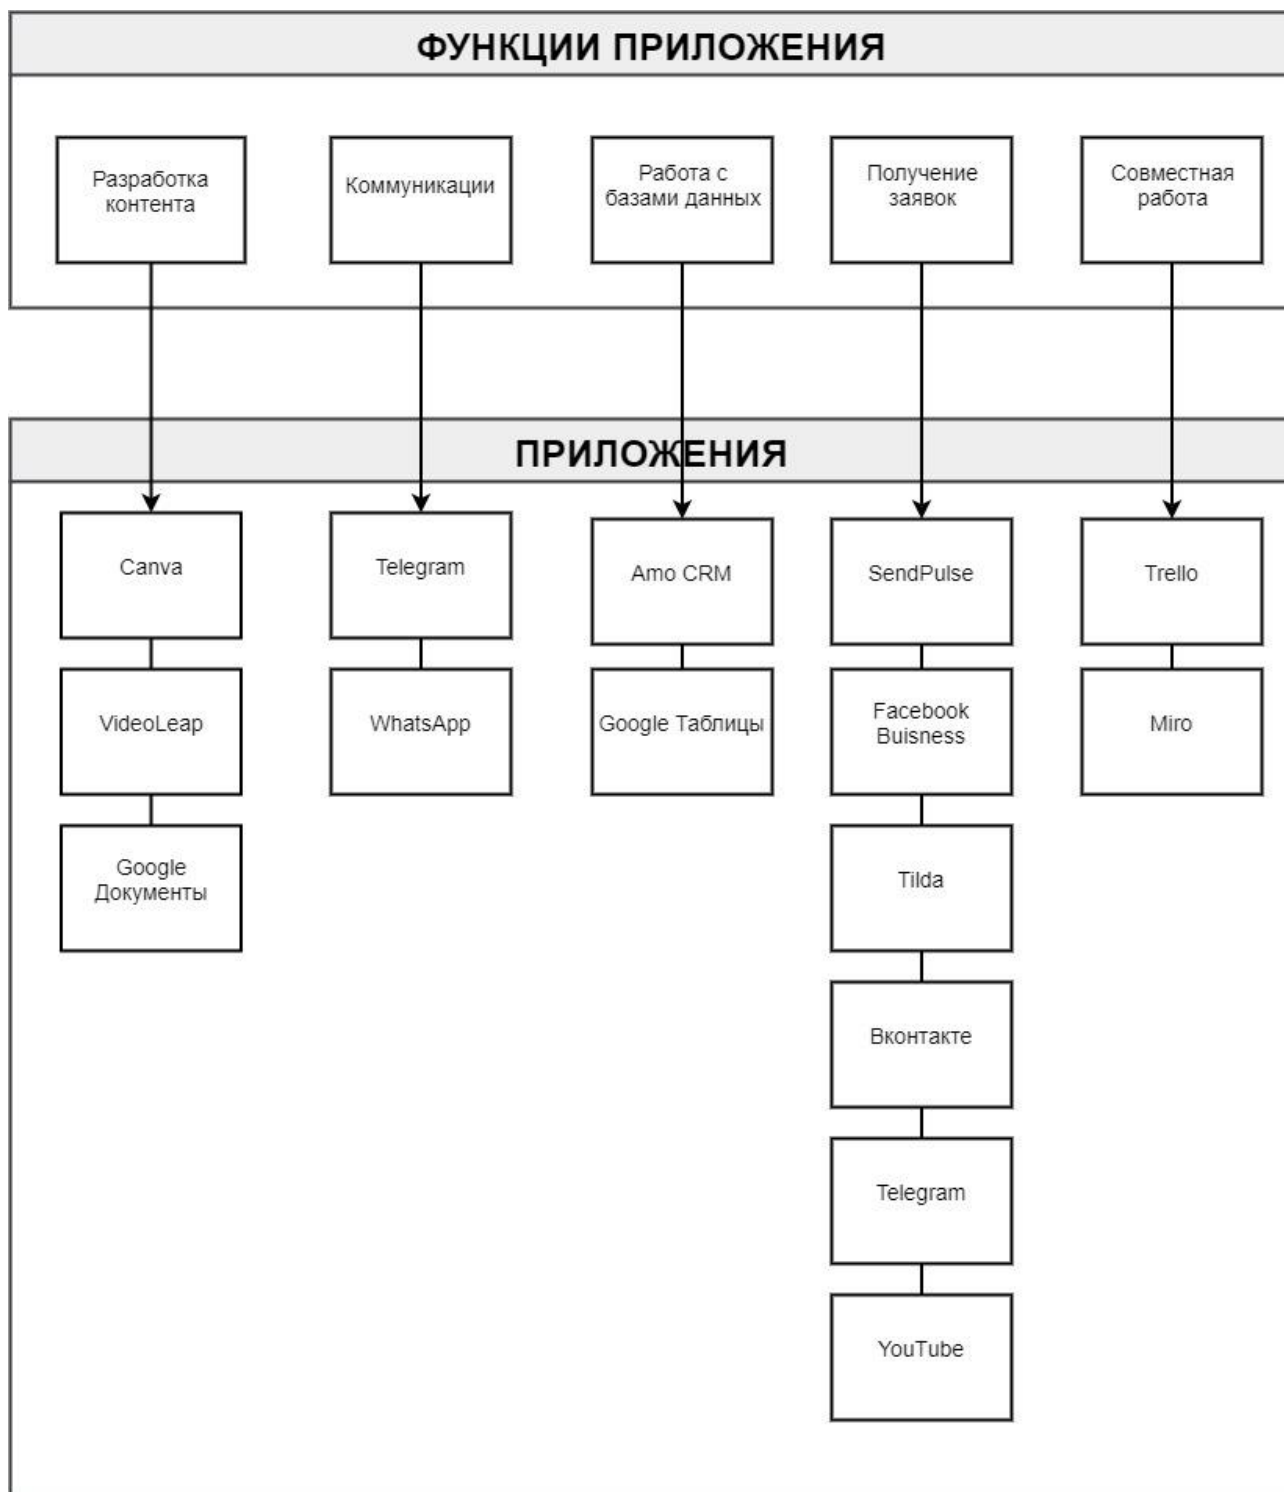 ФУНКЦИИ ПРИЛОЖЕНИЯ
Разработка
контента
Коммуникации
Работа с
базами данных
Получение
заявок
Совместная
работа
ПРИЛОЖЕНИЯ
Canva
Telegram
Amo CRM
SendPulse
Trello
VideoLeap
WhatsApp
Google Таблицы
Facebook
Buisness
Miro
Google
Документы
Tilda
Вконтакте
Telegram
YouTube